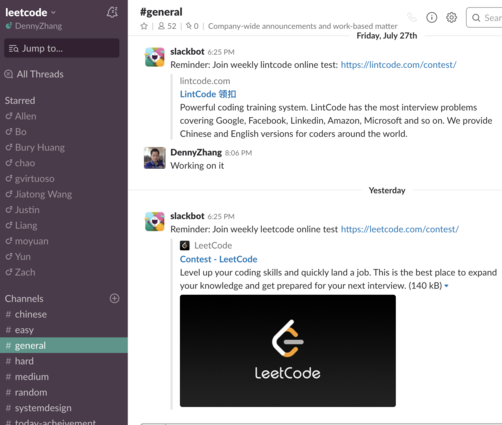 leetcode
DennyZhang
Jump to...
All Threads
Starred
Allen
Bo
Bury Huang
chao
gvirtuoso
Jiatong Wang
Justin
Liang
moyuan
Yun
Zach
Channels
# chinese
# easy
# general
# hard
# medium
# random
# systemdesign
# today-acheivement
#general
52 | 0 | Company-wide announcements and work-based matter
Sear
Friday, July 27th
slackbot 6:25 PM
Reminder: Join weekly lintcode online test: https://lintcode.com/contest/
lintcode.com
LintCode 领扣
Powerful coding training system. LintCode has the most interview problems
covering Google, Facebook, Linkedin, Amazon, Microsoft and so on. We provide
Chinese and English versions for coders around the world.
DennyZhang 8:06 PM
Working on it
Yesterday
slackbot 6:25 PM
Reminder: Join weekly leetcode online test https://leetcode.com/contest/
LeetCode
Contest - LeetCode
Level up your coding skills and quickly land a job. This is the best place to expand
your knowledge and get prepared for your next interview. (140 kB)
LeetCode